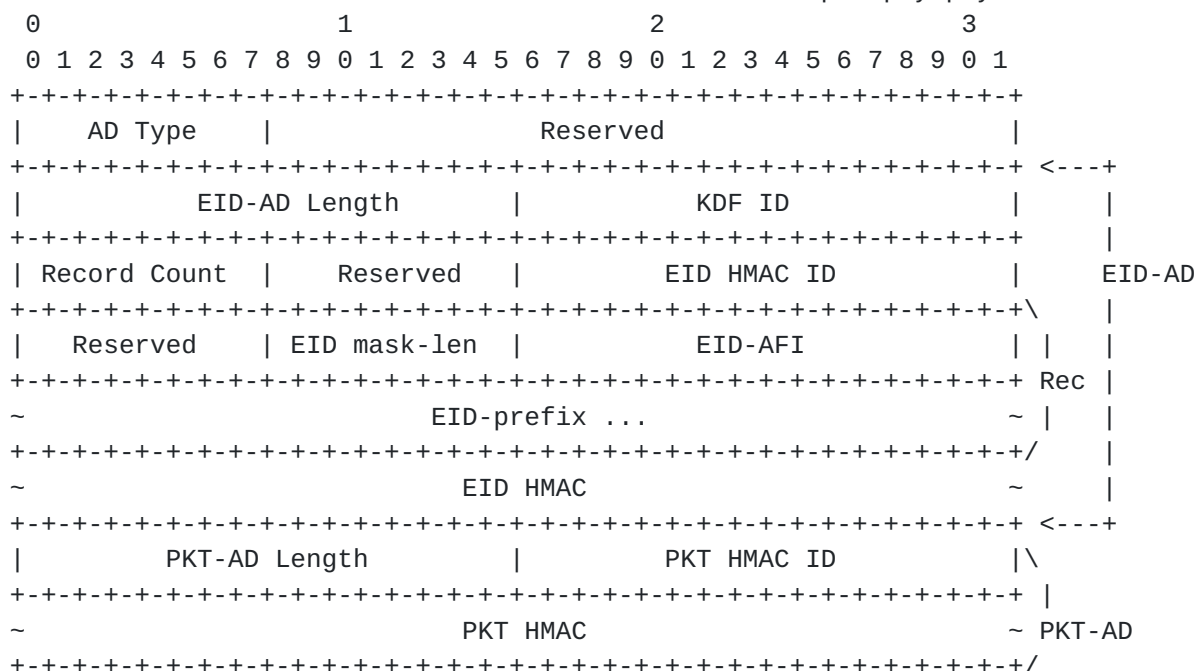 0                   1                   2                   3
 0 1 2 3 4 5 6 7 8 9 0 1 2 3 4 5 6 7 8 9 0 1 2 3 4 5 6 7 8 9 0 1
+-+-+-+-+-+-+-+-+-+-+-+-+-+-+-+-+-+-+-+-+-+-+-+-+-+-+-+-+-+-+-+-+
|    AD Type    |                 Reserved                      |
+-+-+-+-+-+-+-+-+-+-+-+-+-+-+-+-+-+-+-+-+-+-+-+-+-+-+-+-+-+-+-+-+ <---+
|           EID-AD Length       |           KDF ID              |     |
+-+-+-+-+-+-+-+-+-+-+-+-+-+-+-+-+-+-+-+-+-+-+-+-+-+-+-+-+-+-+-+-+     |
| Record Count  |    Reserved   |         EID HMAC ID           |     EID-AD
+-+-+-+-+-+-+-+-+-+-+-+-+-+-+-+-+-+-+-+-+-+-+-+-+-+-+-+-+-+-+-+-+\    |
|   Reserved    | EID mask-len  |           EID-AFI             | |   |
+-+-+-+-+-+-+-+-+-+-+-+-+-+-+-+-+-+-+-+-+-+-+-+-+-+-+-+-+-+-+-+-+ Rec |
~                          EID-prefix ...                       ~ |   |
+-+-+-+-+-+-+-+-+-+-+-+-+-+-+-+-+-+-+-+-+-+-+-+-+-+-+-+-+-+-+-+-+/    |
~                            EID HMAC                           ~     |
+-+-+-+-+-+-+-+-+-+-+-+-+-+-+-+-+-+-+-+-+-+-+-+-+-+-+-+-+-+-+-+-+ <---+
|         PKT-AD Length         |         PKT HMAC ID           |\
+-+-+-+-+-+-+-+-+-+-+-+-+-+-+-+-+-+-+-+-+-+-+-+-+-+-+-+-+-+-+-+-+ |
~                            PKT HMAC                           ~ PKT-AD
+-+-+-+-+-+-+-+-+-+-+-+-+-+-+-+-+-+-+-+-+-+-+-+-+-+-+-+-+-+-+-+-+/